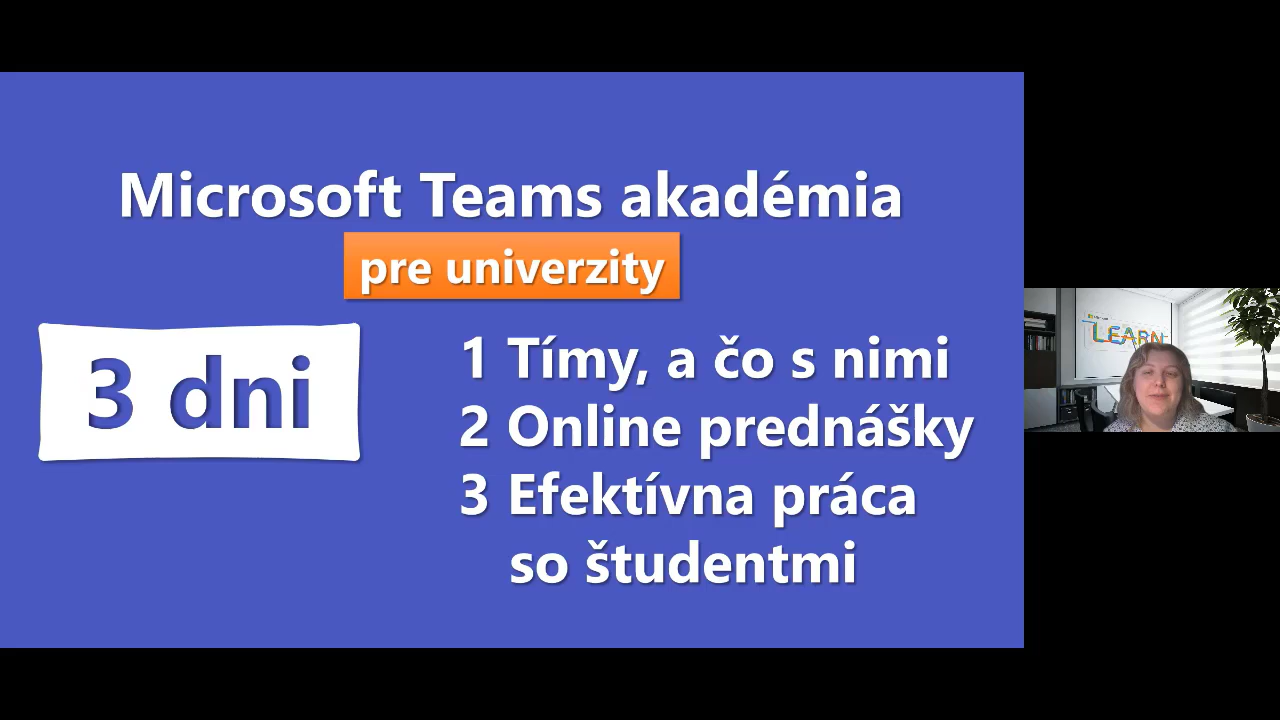 Microsoft Teams akadémia
pre univerzity
3 dni
1 Tímy, a čo s nimi
2 Online prednášky
3 Efektívna práca
so študentmi
LEARN